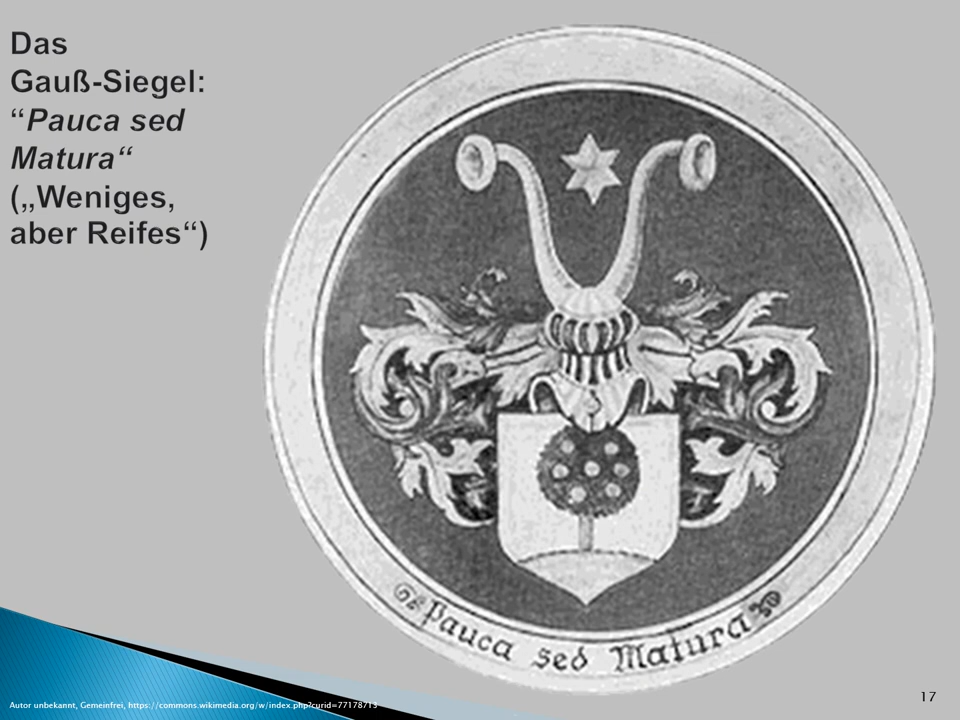 Das
Gauß-Siegel:
“Pauca sed
Matura“
(„Weniges,
aber Reifes“)
Pauca sed Matura
Autor unbekannt, Gemeinfrei, https://commons.wikimedia.org/w/index.php?curid=77178713
17